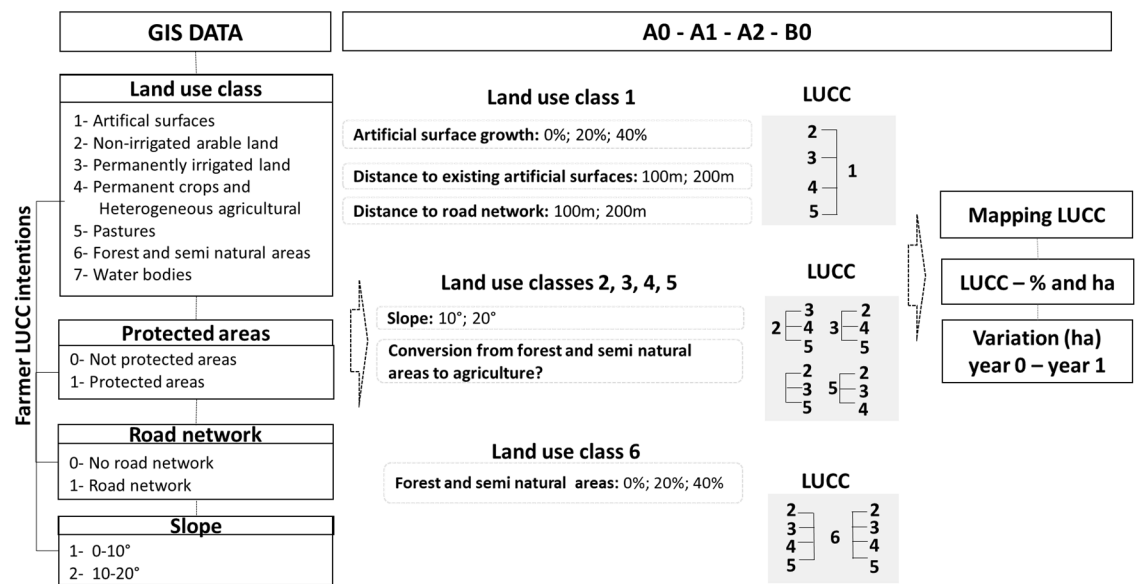 GIS DATA
A0 - A1 - A2 - B0
Farmer LUCC intentions
Land use class
1- Artifical surfaces
2- Non-irrigated arable land
3- Permanently irrigated land
4- Permanent crops and
Heterogeneous agricultural
5- Pastures
6- Forest and semi natural areas
7- Water bodies
Protected areas
0- Not protected areas
1- Protected areas
Road network
0- No road network
1- Road network
Slope
1- 0-10°
2- 10-20°
Land use class 1
Artificial surface growth: 0%; 20%; 40%
Distance to existing artificial surfaces: 100m; 200m
Distance to road network: 100m; 200m
LUCC
2
3
1
4
5
Land use classes 2, 3, 4, 5
Slope: 10°; 20°
Conversion from forest and semi natural
areas to agriculture?
LUCC
3 2
2 4 3 4
5 5
2 2
3 5 3
5 4
Land use class 6
Forest and semi natural areas: 0%; 20%; 40%
LUCC
2 2
3 3
6
4 4
5 5
Mapping LUCC
LUCC – % and ha
Variation (ha)
year 0 – year 1